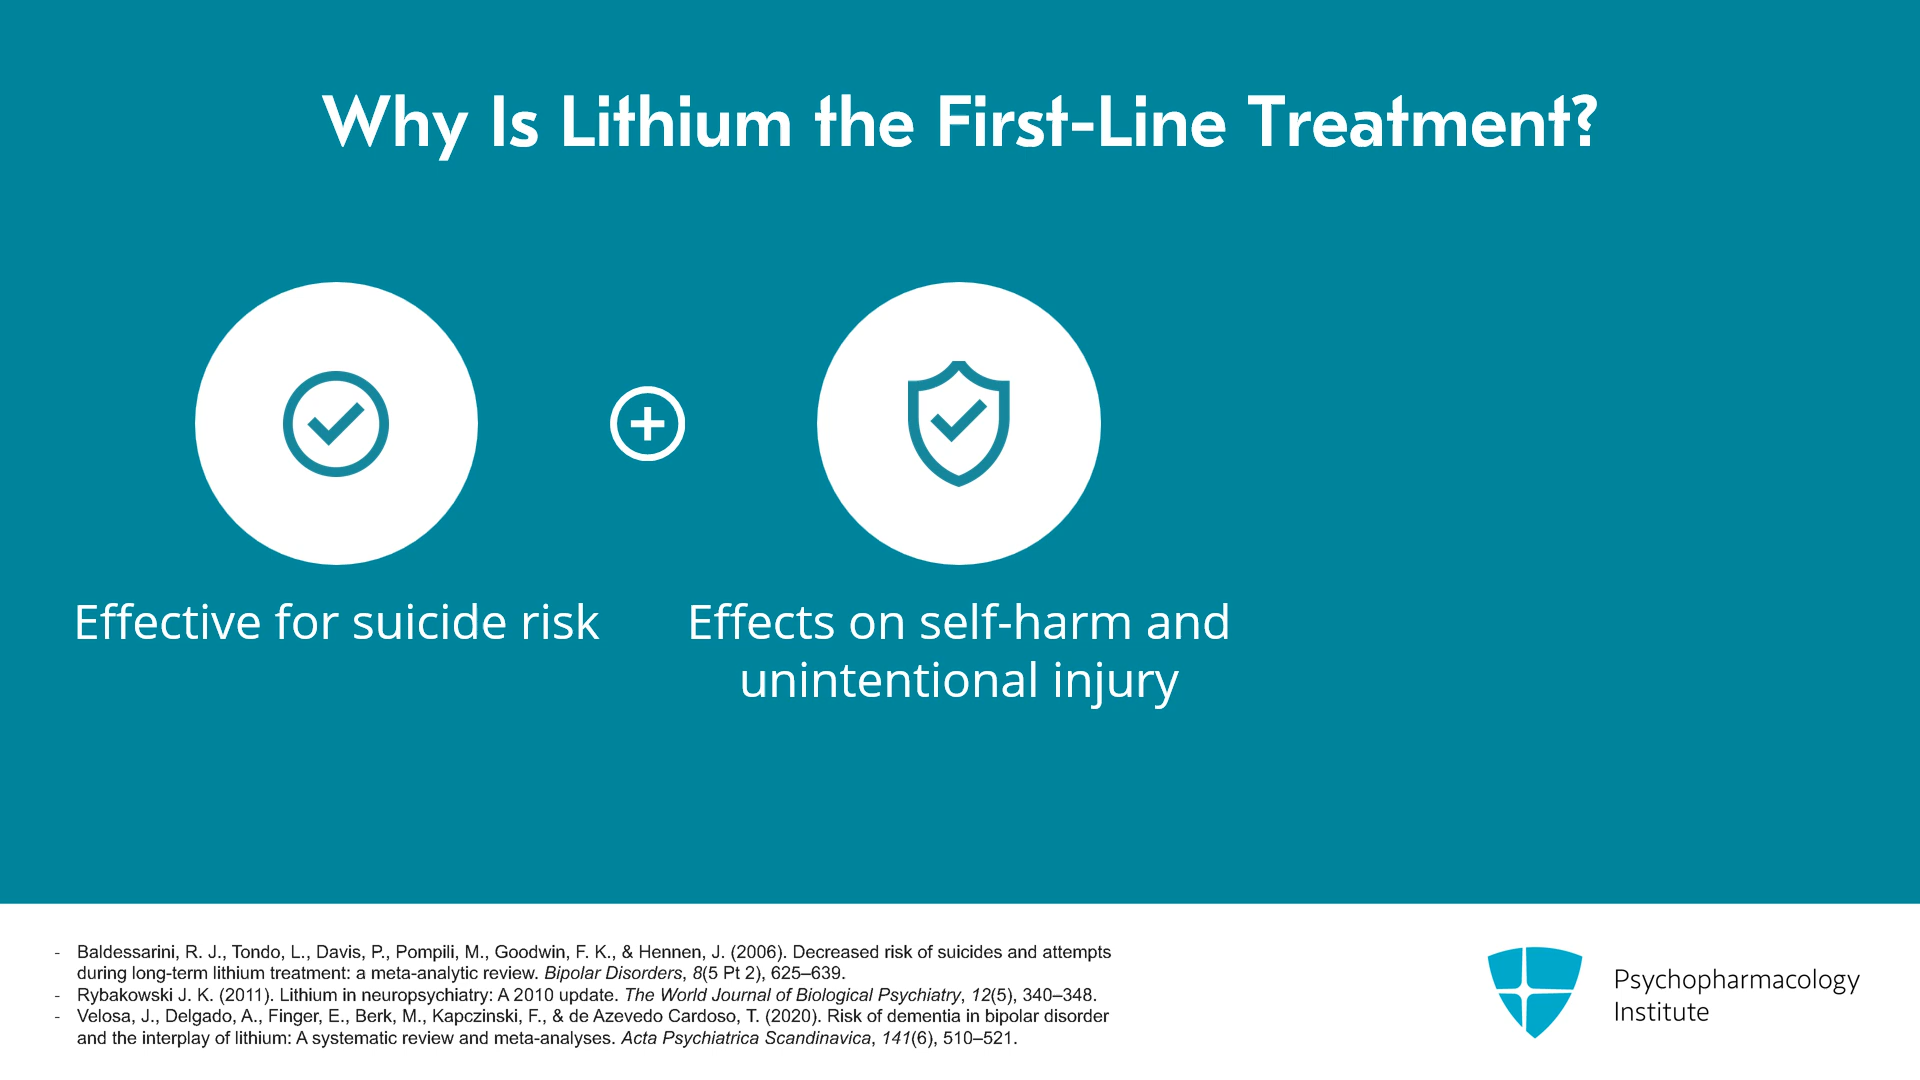 Why Is Lithium the First-Line Treatment?
Effective for suicide risk
Effects on self-harm and
unintentional injury
- Baldessarini, R. J., Tondo, L., Davis, P., Pompili, M., Goodwin, F. K., & Hennen, J. (2006). Decreased risk of suicides and attempts
during long-term lithium treatment: a meta-analytic review. Bipolar Disorders, 8(5 Pt 2), 625–639.
- Rybakowski J. K. (2011). Lithium in neuropsychiatry: A 2010 update. The World Journal of Biological Psychiatry, 12(5), 340–348.
- Velosa, J., Delgado, A., Finger, E., Berk, M., Kapczinski, F., & de Azevedo Cardoso, T. (2020). Risk of dementia in bipolar disorder
and the interplay of lithium: A systematic review and meta-analyses. Acta Psychiatrica Scandinavica, 141(6), 510–521.
Psychopharmacology
Institute